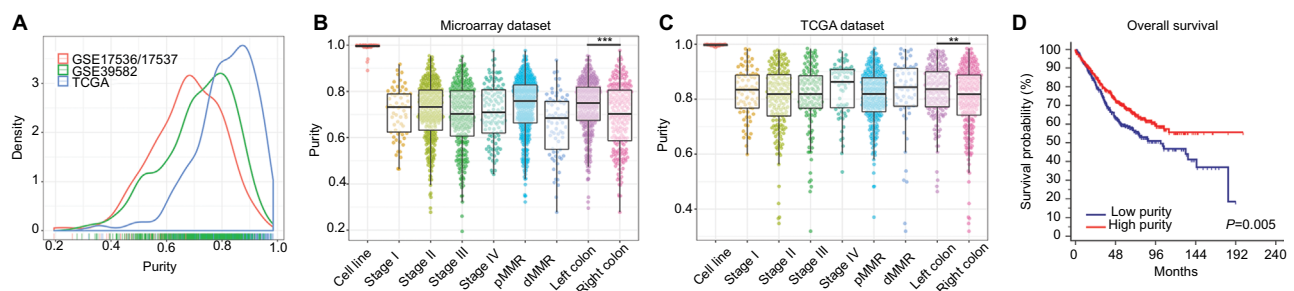 A
GSE17536/17537
GSE39582
TCGA
Density
3
2
1
0
0.2 0.4 0.6 0.8 1.0
Purity
B
Microarray dataset
***
Purity
1.0
0.8
0.6
0.4
0.2
Cell line
Stage I
Stage II
Stage III
Stage IV
pMMR
dMMR
Left colon
Right colon
C
TCGA dataset
**
Purity
1.0
0.8
0.6
0.4
Cell line
Stage I
Stage II
Stage III
Stage IV
pMMR
dMMR
Left colon
Right colon
D
Overall survival
Survival probability (%)
100
90
80
70
60
50
60
70
80
90
0
Low purity
High purity
P=0.005
0 48 96 144 192 240
Months